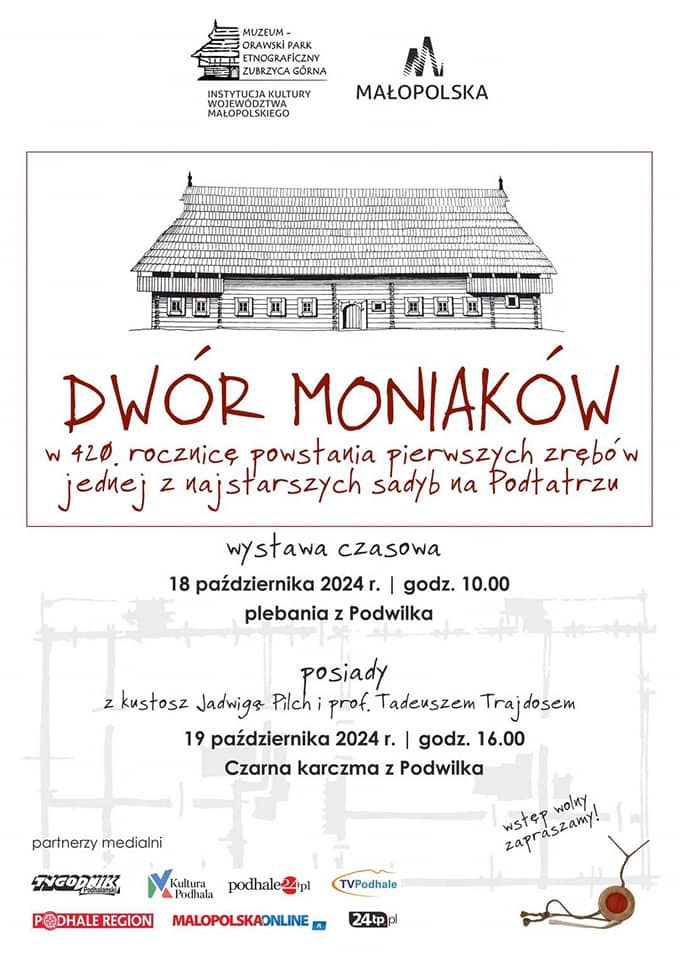 MUZEUM –
ORAWSKI PARK
ETNOGRAFICZNY
ZUBRZYCA GÓRNA
INSTYTUCJA KULTURY
WOJEWÓDZTWA
MAŁOPOLSKIEGO
MAŁOPOLSKA
DWÓR MONIAKÓW
w 420. rocznicę powstania pierwszych zrębów
jednej z najstarszych sadyb na Podtatrzu
wystawa czasowa
18 października 2024 r. | godz. 10.00
plebania z Podwilka
posiady
z kustosz Jadwigą Pilch i prof. Tadeuszem Trajdosem
19 października 2024 r. | godz. 16.00
Czarna karczma z Podwilka
wstęp wolny
zapraszamy!
partnerzy medialni
TYGODNIK
Podhalański
Kultura
Podhala
podhale24.pl
TVPodhale
PODHALE REGION
MALOPOLSKAONLINE
24tp.pl